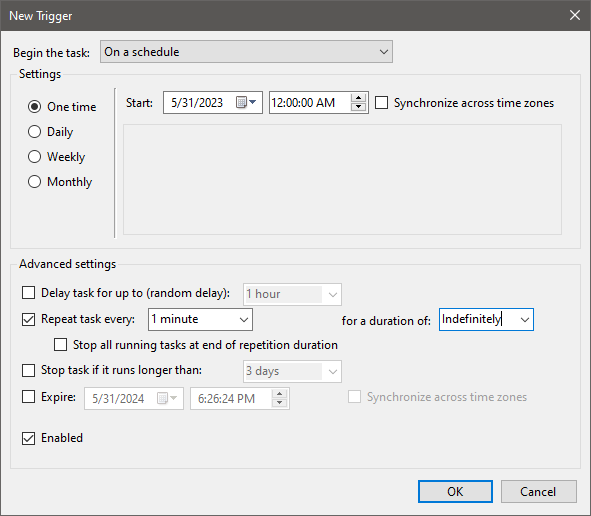 New Trigger
Begin the task: On a schedule
Settings
One time
Daily
Weekly
Monthly
Start: 5/31/2023 12:00:00 AM Synchronize across time zones
Advanced settings
Delay task for up to (random delay): 1 hour
Repeat task every: 1 minute for a duration of: Indefinitely
Stop all running tasks at end of repetition duration
Stop task if it runs longer than: 3 days
Expire: 5/31/2024 6:26:24 PM Synchronize across time zones
Enabled
OK Cancel